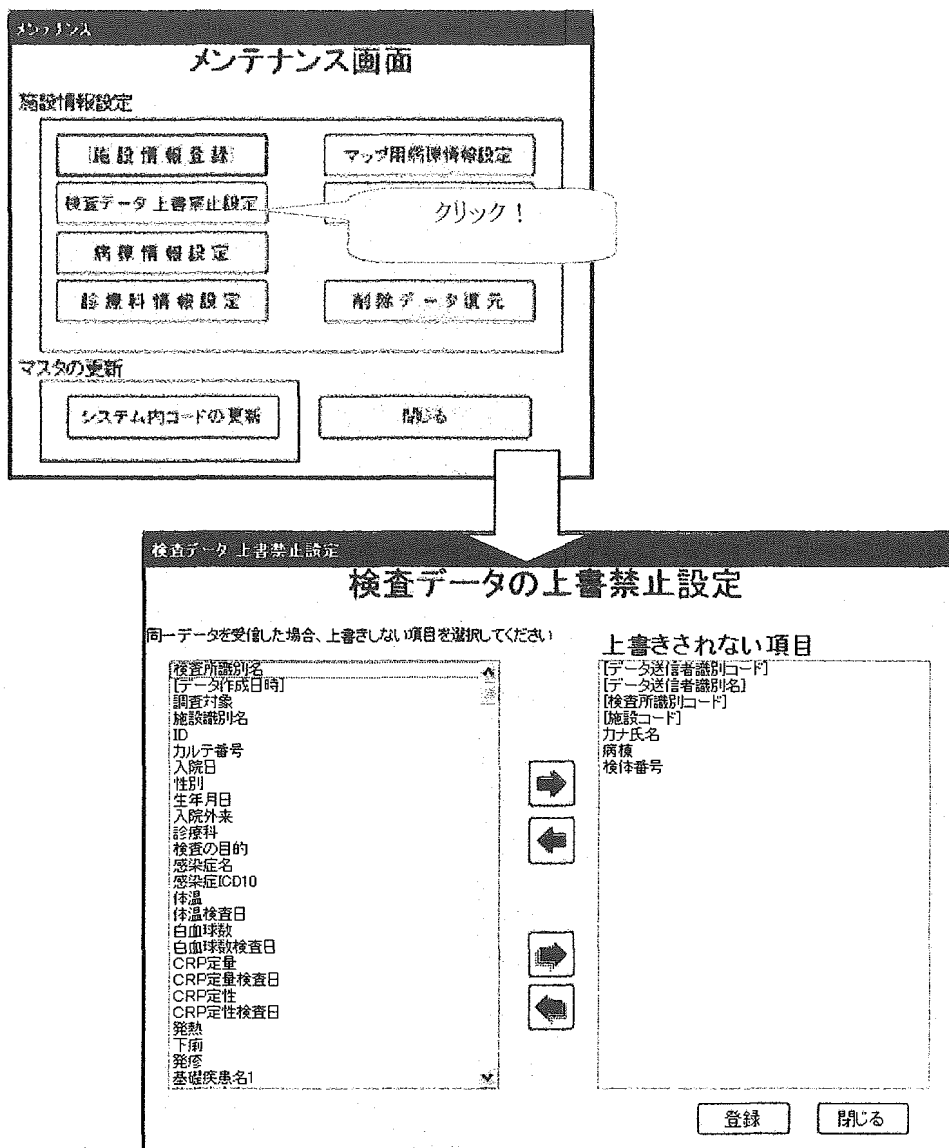 メンテナンス
メンテナンス画面
施設情報設定
施設情報登録
マップ用病棟情報設定
検査データ上書禁止設定
クリック！
病棟情報設定
診療科情報設定
削除データ復元
マスタの更新
システム内コードの更新
閉じる
検査データ上書禁止設定
検査データの上書禁止設定
同一データを受信した場合、上書きしない項目を選択してください
上書きされない項目
検査所識別名
[データ作成日時]
調査対象
施設識別名
ID
カルテ番号
入院日
性別
生年月日
入院外来
診療科
検査の目的
感染症名
感染症ICD10
体温
体温検査日
白血球数
白血球数検査日
CRP定量
CRP定量検査日
CRP定性
CRP定性検査日
発熱
下痢
発疹
基礎疾患名1
[データ送信者識別コード]
[データ送信者識別名]
[検査所識別コード]
[施設コード]
カナ氏名
病棟
検体番号
登録
閉じる